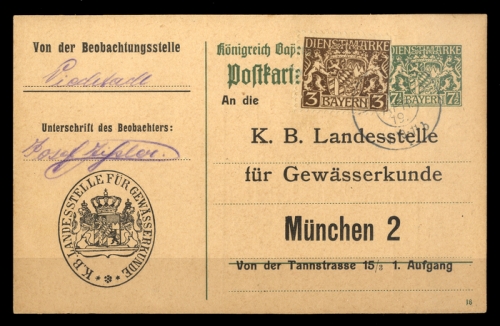 Von der Beobachtungsstelle
Unterschrift des Beobachters:
Josef
K. B. LANDESSTELLE FÜR GEWÄSSERKUNDE.
Königreich Bay
Postkart
DIENSTMARKE
3 BAYERN 3
DIENSTMARKE
7½ BAYERN 7½
An die
K. B. Landesstelle
für Gewässerkunde
München 2
Von der Tannstrasse 15/3 1. Aufgang
16